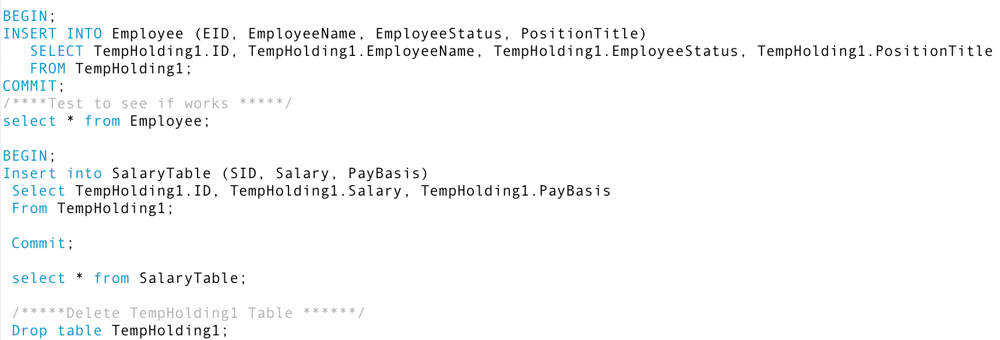 BEGIN;
INSERT INTO Employee (EID, EmployeeName, EmployeeStatus, PositionTitle)
SELECT TempHolding1.ID, TempHolding1.EmployeeName, TempHolding1.EmployeeStatus, TempHolding1.PositionTitle
FROM TempHolding1;
COMMIT;
/****Test to see if works *****/
select * from Employee;
BEGIN;
Insert into SalaryTable (SID, Salary, PayBasis)
Select TempHolding1.ID, TempHolding1.Salary, TempHolding1.PayBasis
From TempHolding1;
Commit;
select * from SalaryTable;
/*****Delete TempHolding1 Table ******/
Drop table TempHolding1;